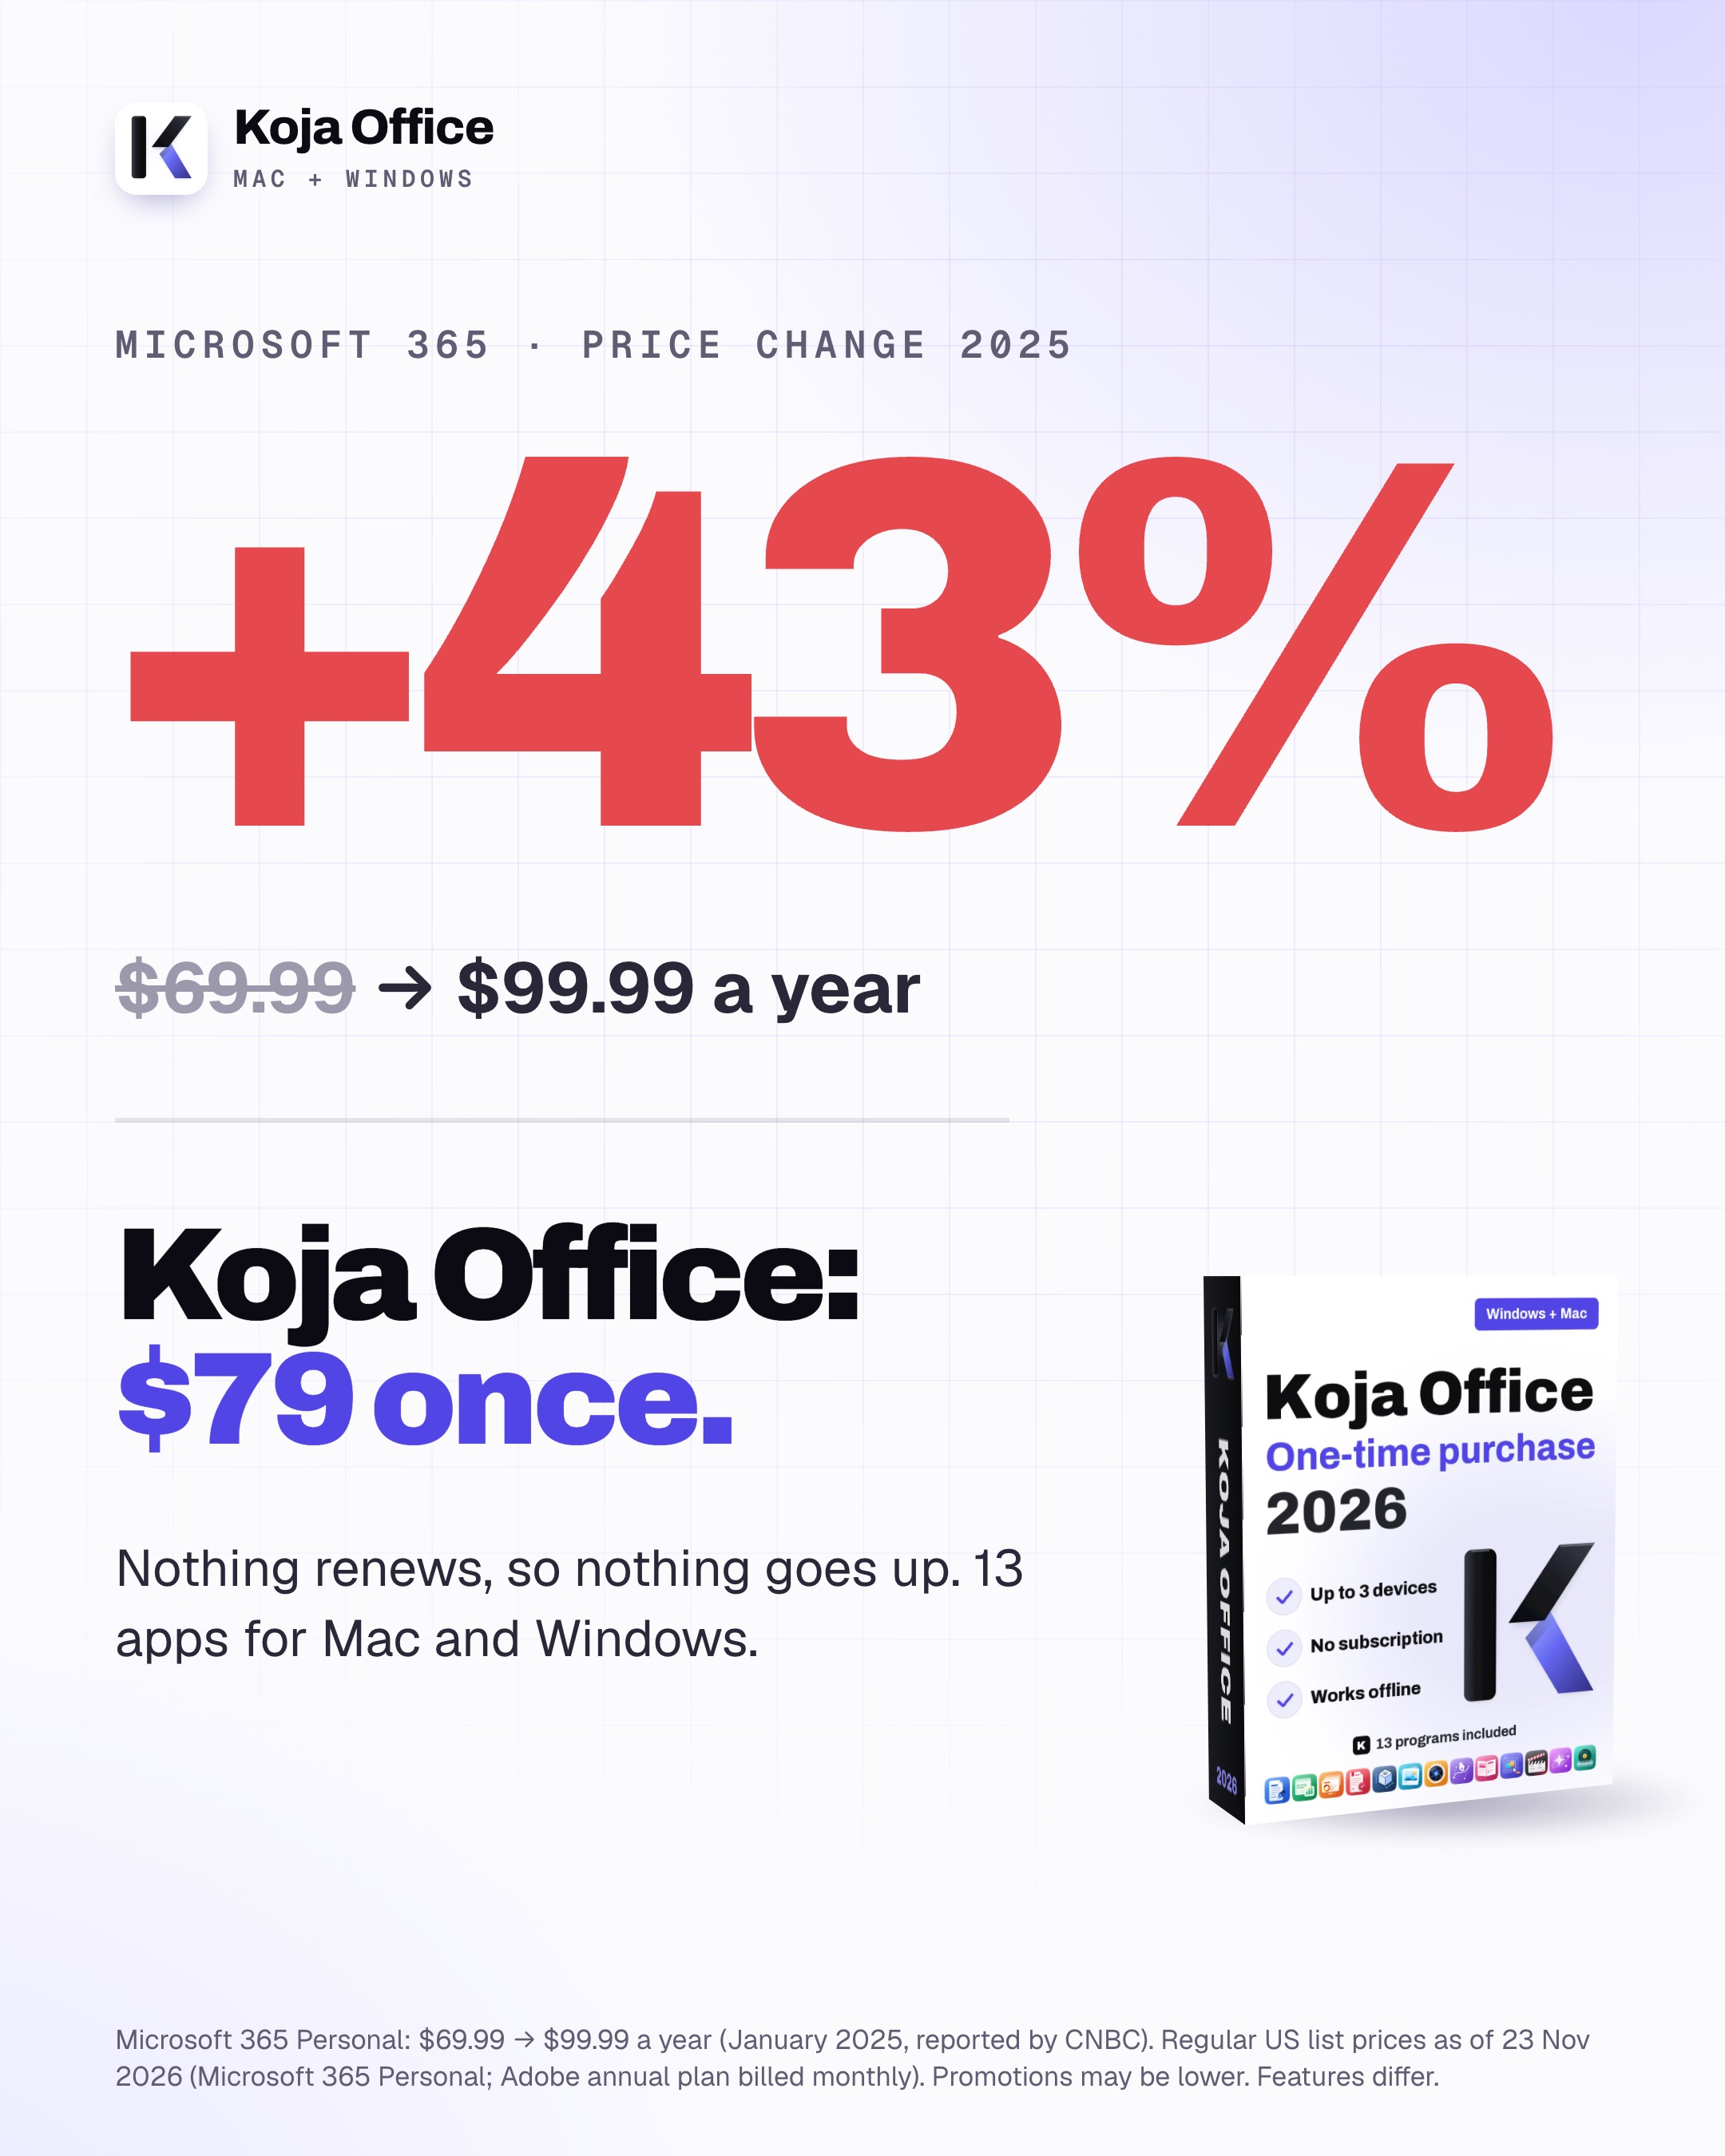 Koja Office
MAC + WINDOWS
MICROSOFT 365 · PRICE CHANGE 2025
+43%
$69.99 → $99.99 a year
Koja Office:
$79 once.
Nothing renews, so nothing goes up. 13
apps for Mac and Windows.
KOJA OFFICE
2026
Windows + Mac
Koja Office
One-time purchase
2026
Up to 3 devices
No subscription
Works offline
K
13 programs included
Microsoft 365 Personal: $69.99 → $99.99 a year (January 2025, reported by CNBC). Regular US list prices as of 23 Nov
2026 (Microsoft 365 Personal; Adobe annual plan billed monthly). Promotions may be lower. Features differ.